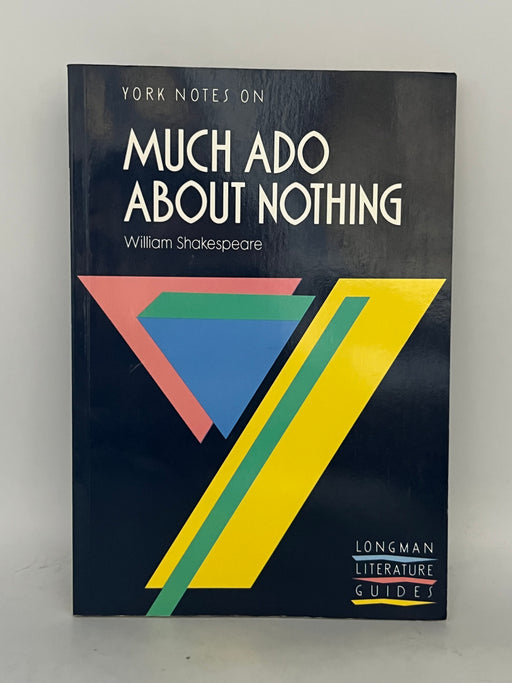 YORK NOTES ON
MUCH ADO
ABOUT NOTHING
William Shakespeare
LONGMAN
LITERATURE
GUIDES